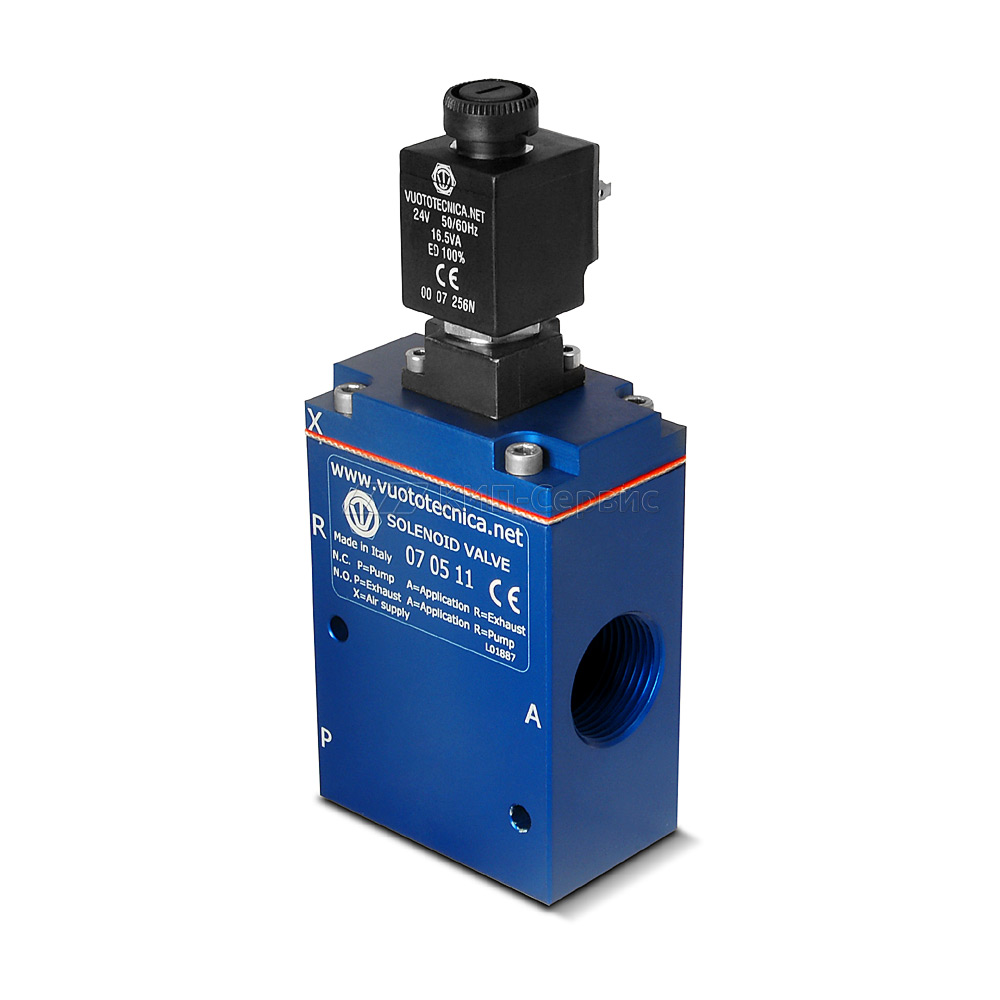 VUOTOTECNICA.NET
24V 50/60Hz
16.5VA
ED 100%
CE
00 07 256N
X
www.vuototecnica.net
КИП-Сервис
R
SOLENOID VALVE
Made in Italy 07 05 11 CE
N.C. P=Pump A=Application R=Exhaust
N.O. P=Exhaust A=Application R=Pump
X=Air supply
L01887
A
P